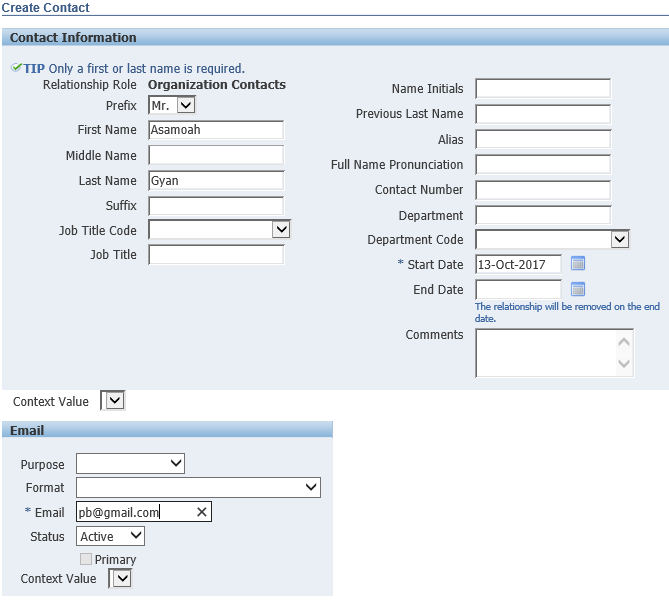 Create Contact
Contact Information
TIP Only a first or last name is required.
Relationship Role Organization Contacts
Prefix Mr.
First Name Asamoah
Middle Name
Last Name Gyan
Suffix
Job Title Code
Job Title
Name Initials
Previous Last Name
Alias
Full Name Pronunciation
Contact Number
Department
Department Code
* Start Date 13-Oct-2017
End Date
The relationship will be removed on the end
date.
Comments
Context Value
Email
Purpose
Format
* Email pb@gmail.com
Status Active
Primary
Context Value